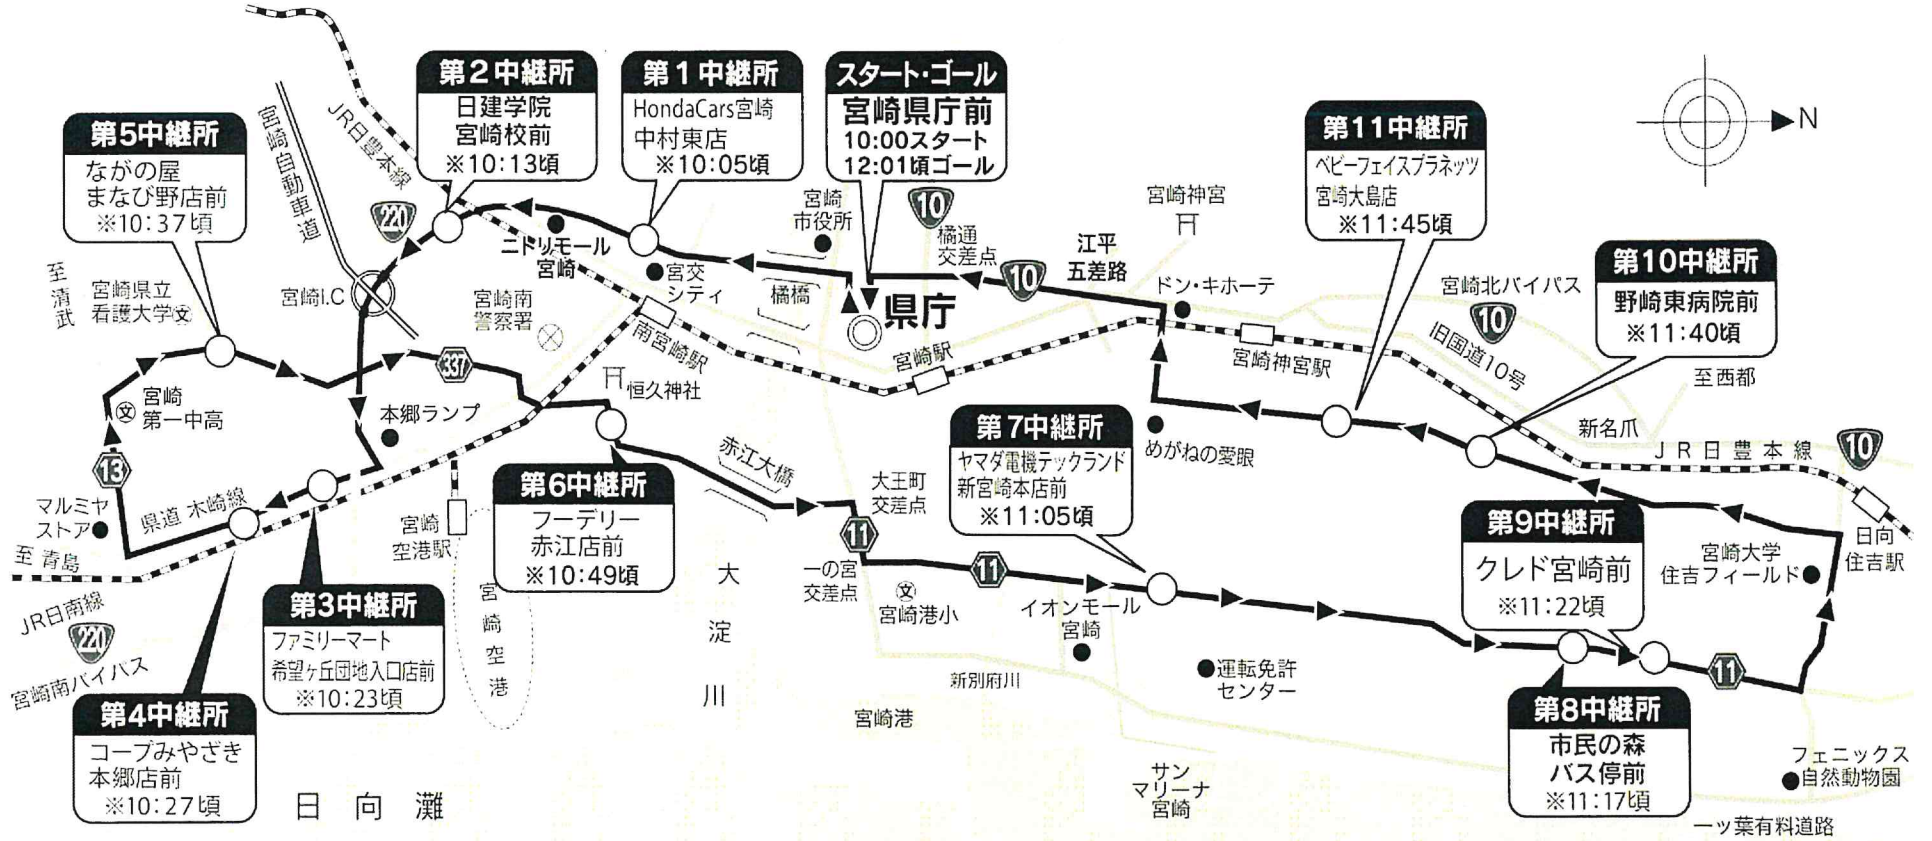 第5中継所
ながの屋
まなび野店前
※10:37頃
第2中継所
日建学院
宮崎校前
※10:13頃
第1中継所
HondaCars宮崎
中村東店
※10:05頃
スタート・ゴール
宮崎県庁前
10:00スタート
12:01頃ゴール
第11中継所
ベビーフェイスプラネッツ
宮崎大島店
※11:45頃
第10中継所
野崎東病院前
※11:40頃
N
宮崎自動車道
JR日豊本線
220
ニトリモール
宮崎
宮交
シティ
宮崎
市役所
10
橘通
交差点
橘橋
県庁
10
江平
五差路
宮崎神宮
ドン・キホーテ
宮崎北バイパス
10
旧国道10号
至西都
至清武
宮崎県立
看護大学
文
宮崎I.C
宮崎南
警察署
南宮崎駅
宮崎駅
宮崎神宮駅
新名爪
JR日豊本線
10
日向
住吉駅
337
恒久神社
文
宮崎
第一中高
本郷ランプ
13
マルミヤ
ストア
県道 木崎線
至 青島
JR日南線
220
宮崎南バイパス
宮崎
空港駅
宮崎空港
赤江大橋
大王町
交差点
11
一の宮
交差点
11
文
宮崎港小
めがねの愛眼
第7中継所
ヤマダ電機テックランド
新宮崎本店前
※11:05頃
第6中継所
フーデリー
赤江店前
※10:49頃
第3中継所
ファミリーマート
希望ヶ丘団地入口店前
※10:23頃
第4中継所
コープみやざき
本郷店前
※10:27頃
第9中継所
クレド宮崎前
※11:22頃
宮崎大学
住吉フィールド
イオンモール
宮崎
運転免許
センター
大淀川
新別府川
宮崎港
11
第8中継所
市民の森
バス停前
※11:17頃
サン
マリーナ
宮崎
フェニックス
自然動物園
一ッ葉有料道路
日向灘